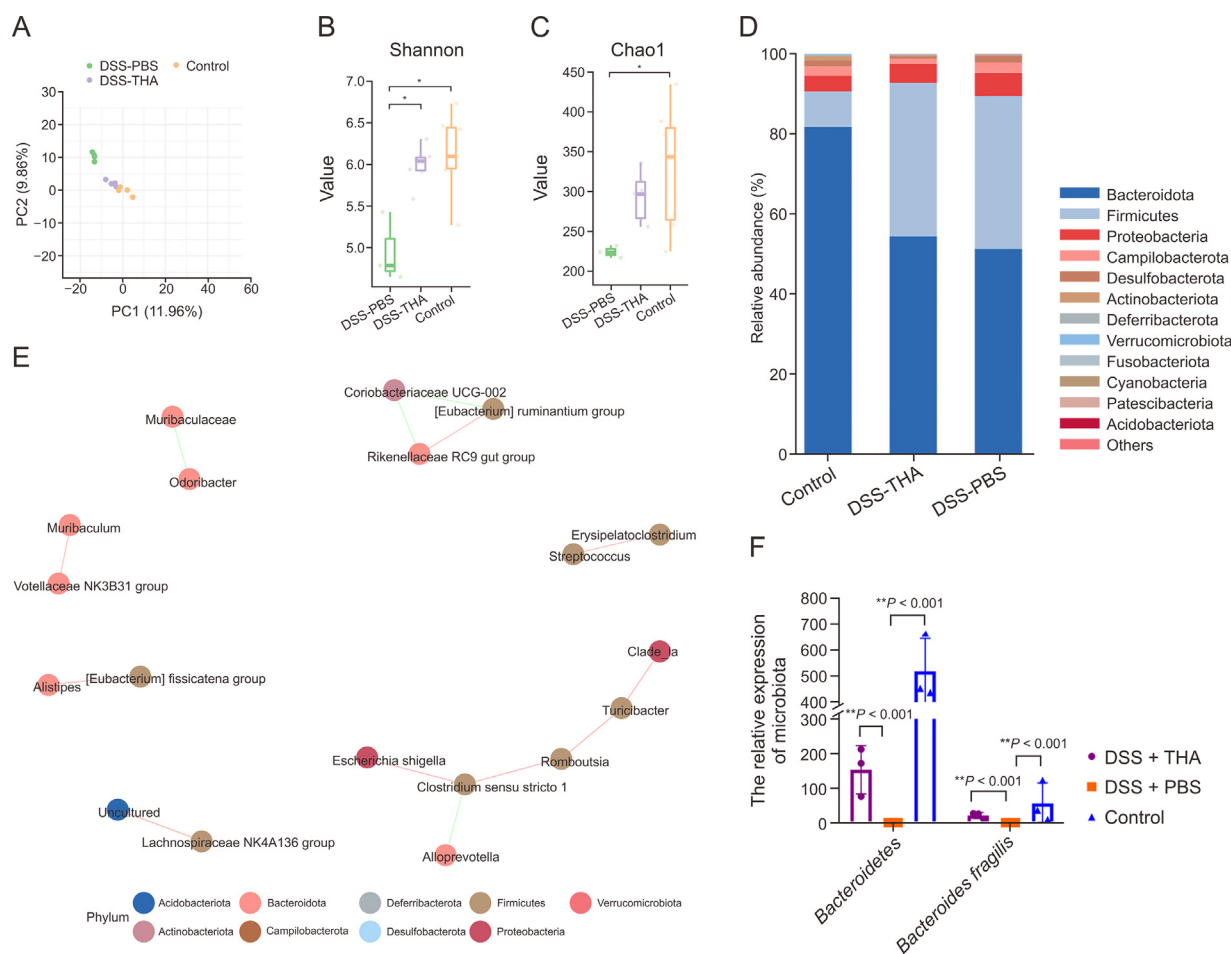 A
DSS-PBS
Control
DSS-THA
30
20
10
0
−10
−20
PC2 (9.86%)
−20
0
20
40
60
PC1 (11.96%)
B
Shannon
7.0
6.5
6.0
5.5
5.0
Value
*
*
DSS-PBS
DSS-THA
Control
C
Chao1
450
400
350
300
250
200
Value
*
DSS-PBS
DSS-THA
Control
D
100
80
60
40
20
0
Relative abundance (%)
Control
DSS-THA
DSS-PBS
Bacteroidota
Firmicutes
Proteobacteria
Campilobacterota
Desulfobacterota
Actinobacteriota
Deferribacterota
Verrucomicrobiota
Fusobacteriota
Cyanobacteria
Patescibacteria
Acidobacteriota
Others
E
Coriobacteriaceae UCG-002
[Eubacterium] ruminantium group
Rikenellaceae RC9 gut group
Muribaculaceae
Odoribacter
Muribaculum
Votellaceae NK3B31 group
Erysipelatoclostridium
Streptococcus
Alistipes
[Eubacterium] fissicatena group
Clade_Ia
Turicibacter
Romboutsia
Escherichia shigella
Clostridium sensu stricto 1
Alloprevotella
Uncultured
Lachnospiraceae NK4A136 group
Phylum
Acidobacteriota
Bacteroidota
Deferribacterota
Firmicutes
Verrucomicrobiota
Actinobacteriota
Campilobacterota
Desulfobacterota
Proteobacteria
F
800
700
600
500
400
300
200
100
0
The relative expression
of microbiota
**P < 0.001
**P < 0.001
**P < 0.001
**P < 0.001
Bacteroidetes
Bacteroides fragilis
DSS + THA
DSS + PBS
Control